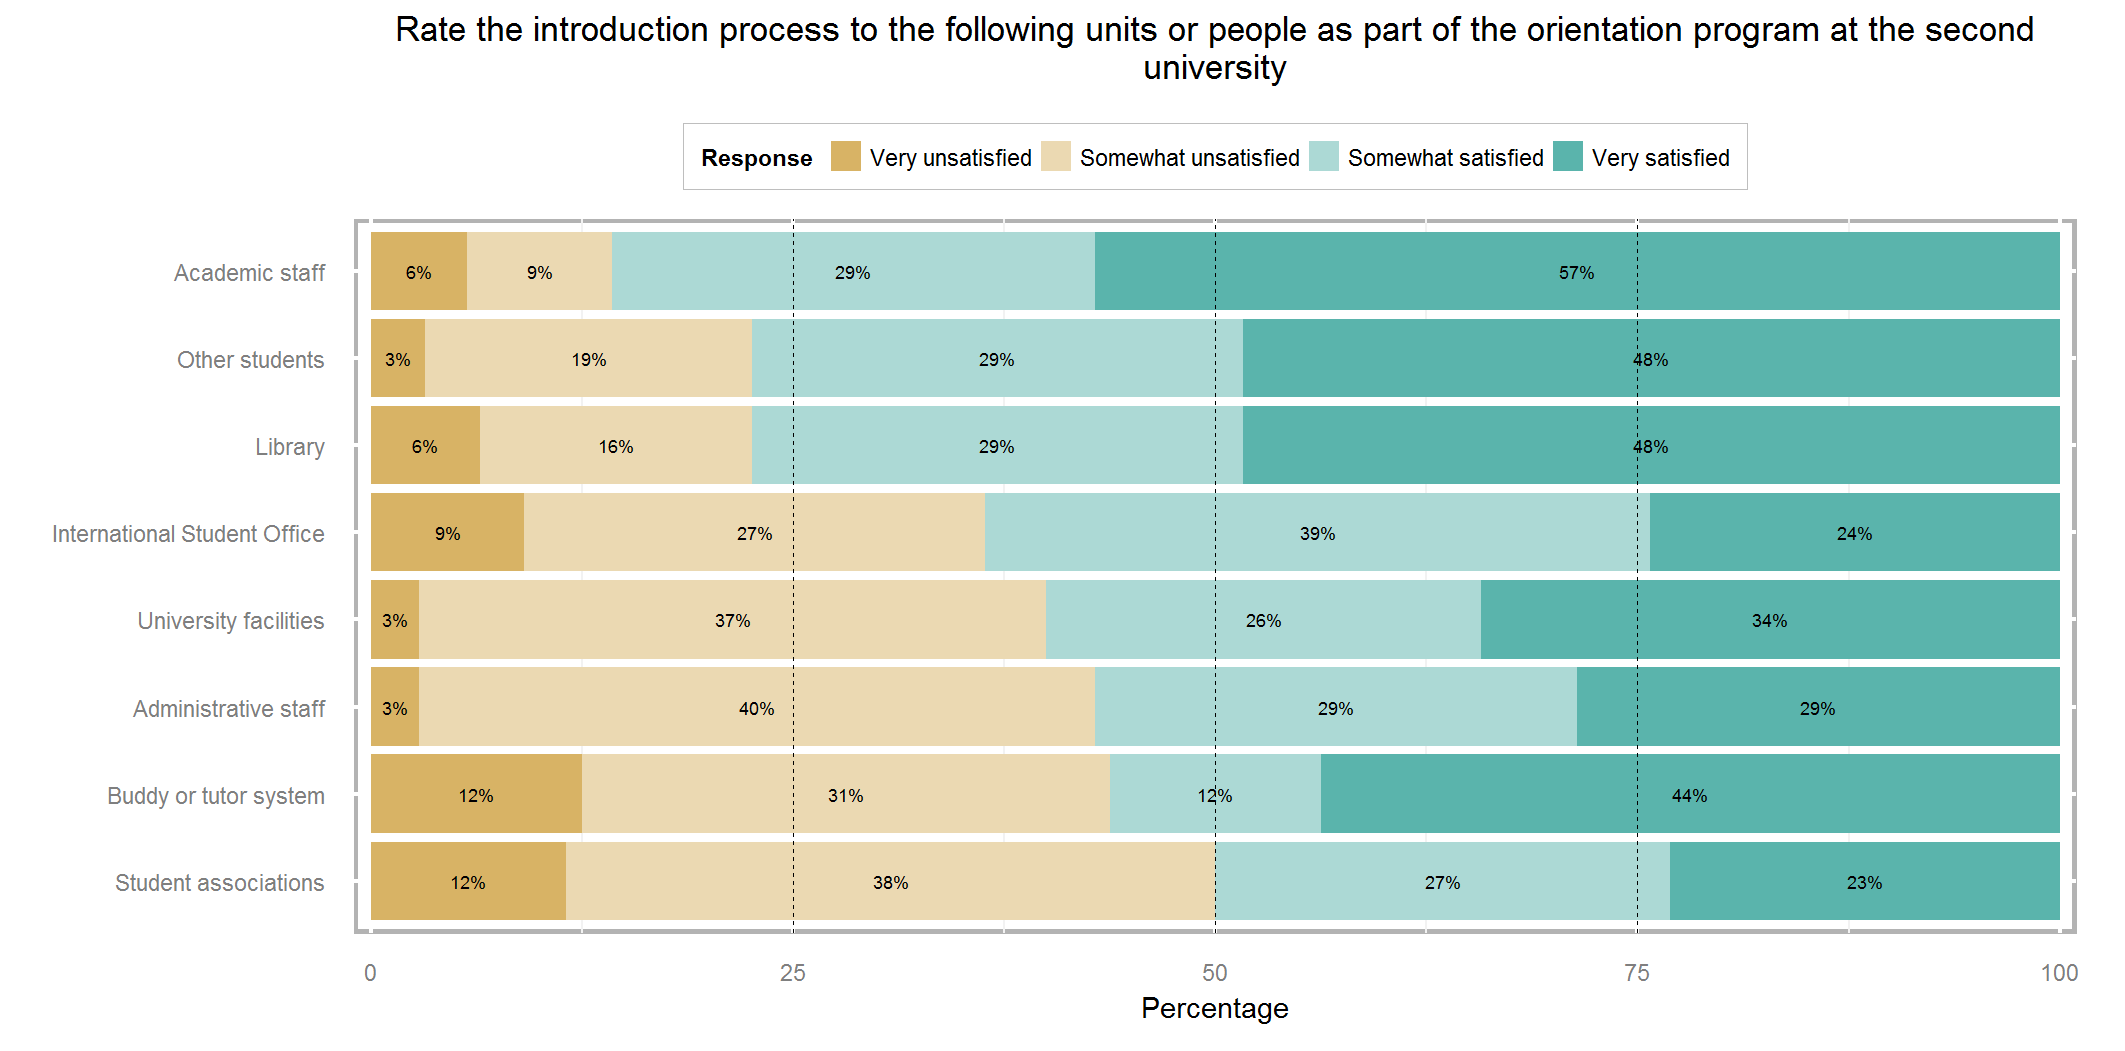 Rate the introduction process to the following units or people as part of the orientation program at the second
university
Response Very unsatisfied Somewhat unsatisfied Somewhat satisfied Very satisfied
Academic staff 6% 9% 29% 57%
Other students 3% 19% 29% 48%
Library 6% 16% 29% 48%
International Student Office 9% 27% 39% 24%
University facilities 3% 37% 26% 34%
Administrative staff 3% 40% 29% 29%
Buddy or tutor system 12% 31% 12% 44%
Student associations 12% 38% 27% 23%
0 25 50 75 100
Percentage